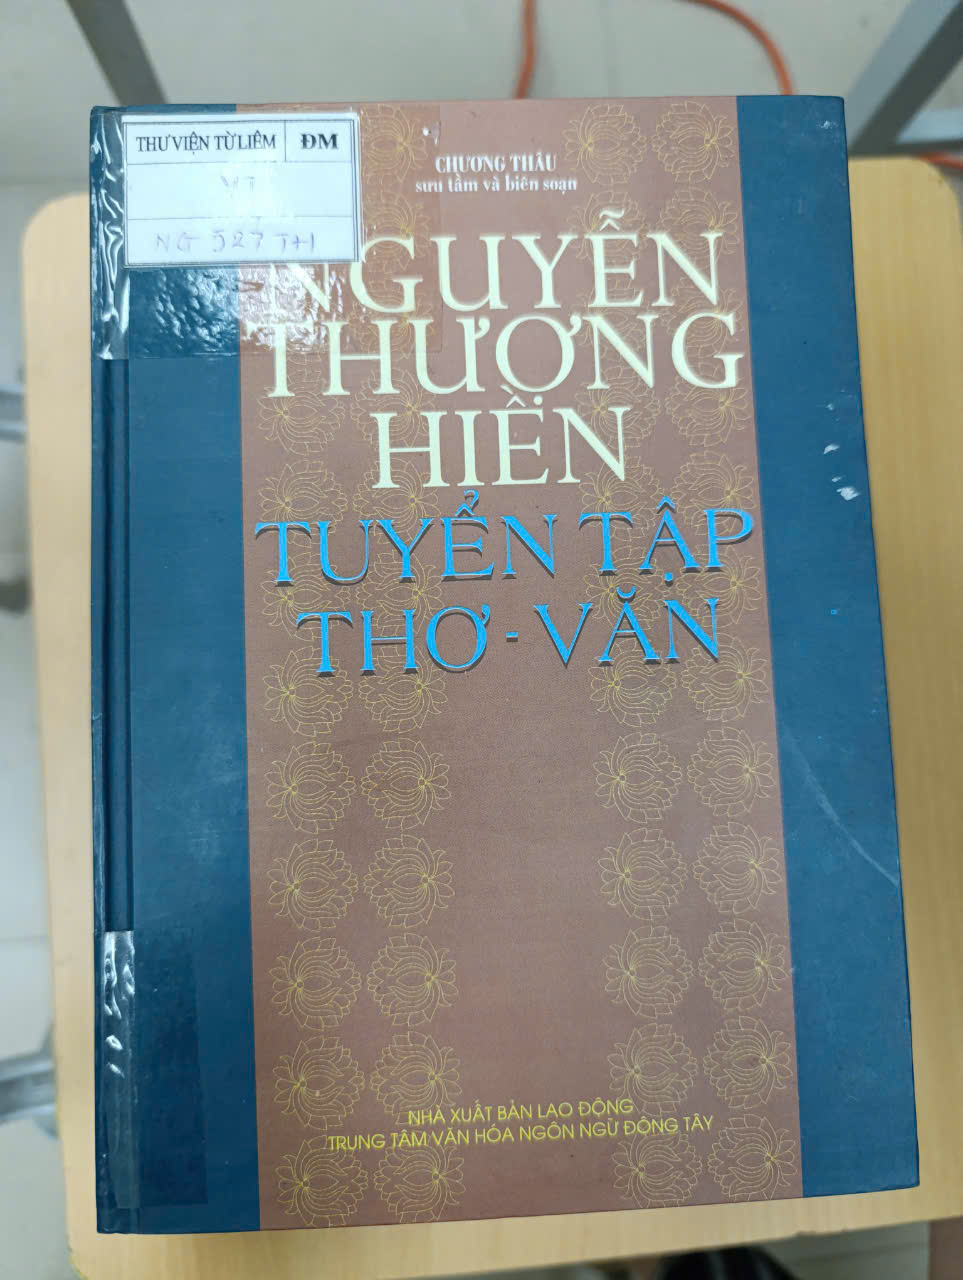 THƯ VIỆN TỪ LIÊM ĐM
NG 527 TH
CHƯƠNG THÂU
sưu tầm và biên soạn
NGUYỄN
THƯỢNG
HIỀN
TUYỂN TẬP
THƠ - VĂN
NHÀ XUẤT BẢN LAO ĐỘNG
TRUNG TÂM VĂN HÓA NGÔN NGỮ ĐÔNG TÂY